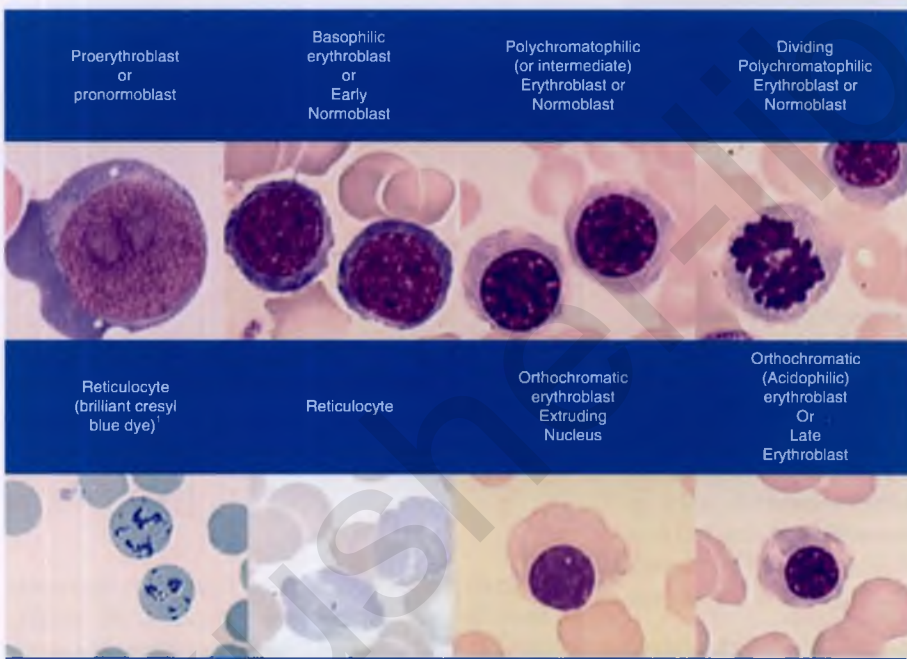 Proerythroblast
or
pronormoblast
Basophilic
erythroblast
or
Early
Normoblast
Polychromatophilic
(or intermediate)
Erythroblast or
Normoblast
Dividing
Polychromatophilic
Erythroblast or
Normoblast
Reticulocyte
(brilliant cresyl
blue dye)¹
Reticulocyte
Orthochromatic
erythroblast
Extruding
Nucleus
Orthochromatic
(Acidophilic)
erythroblast
Or
Late
Erythroblast